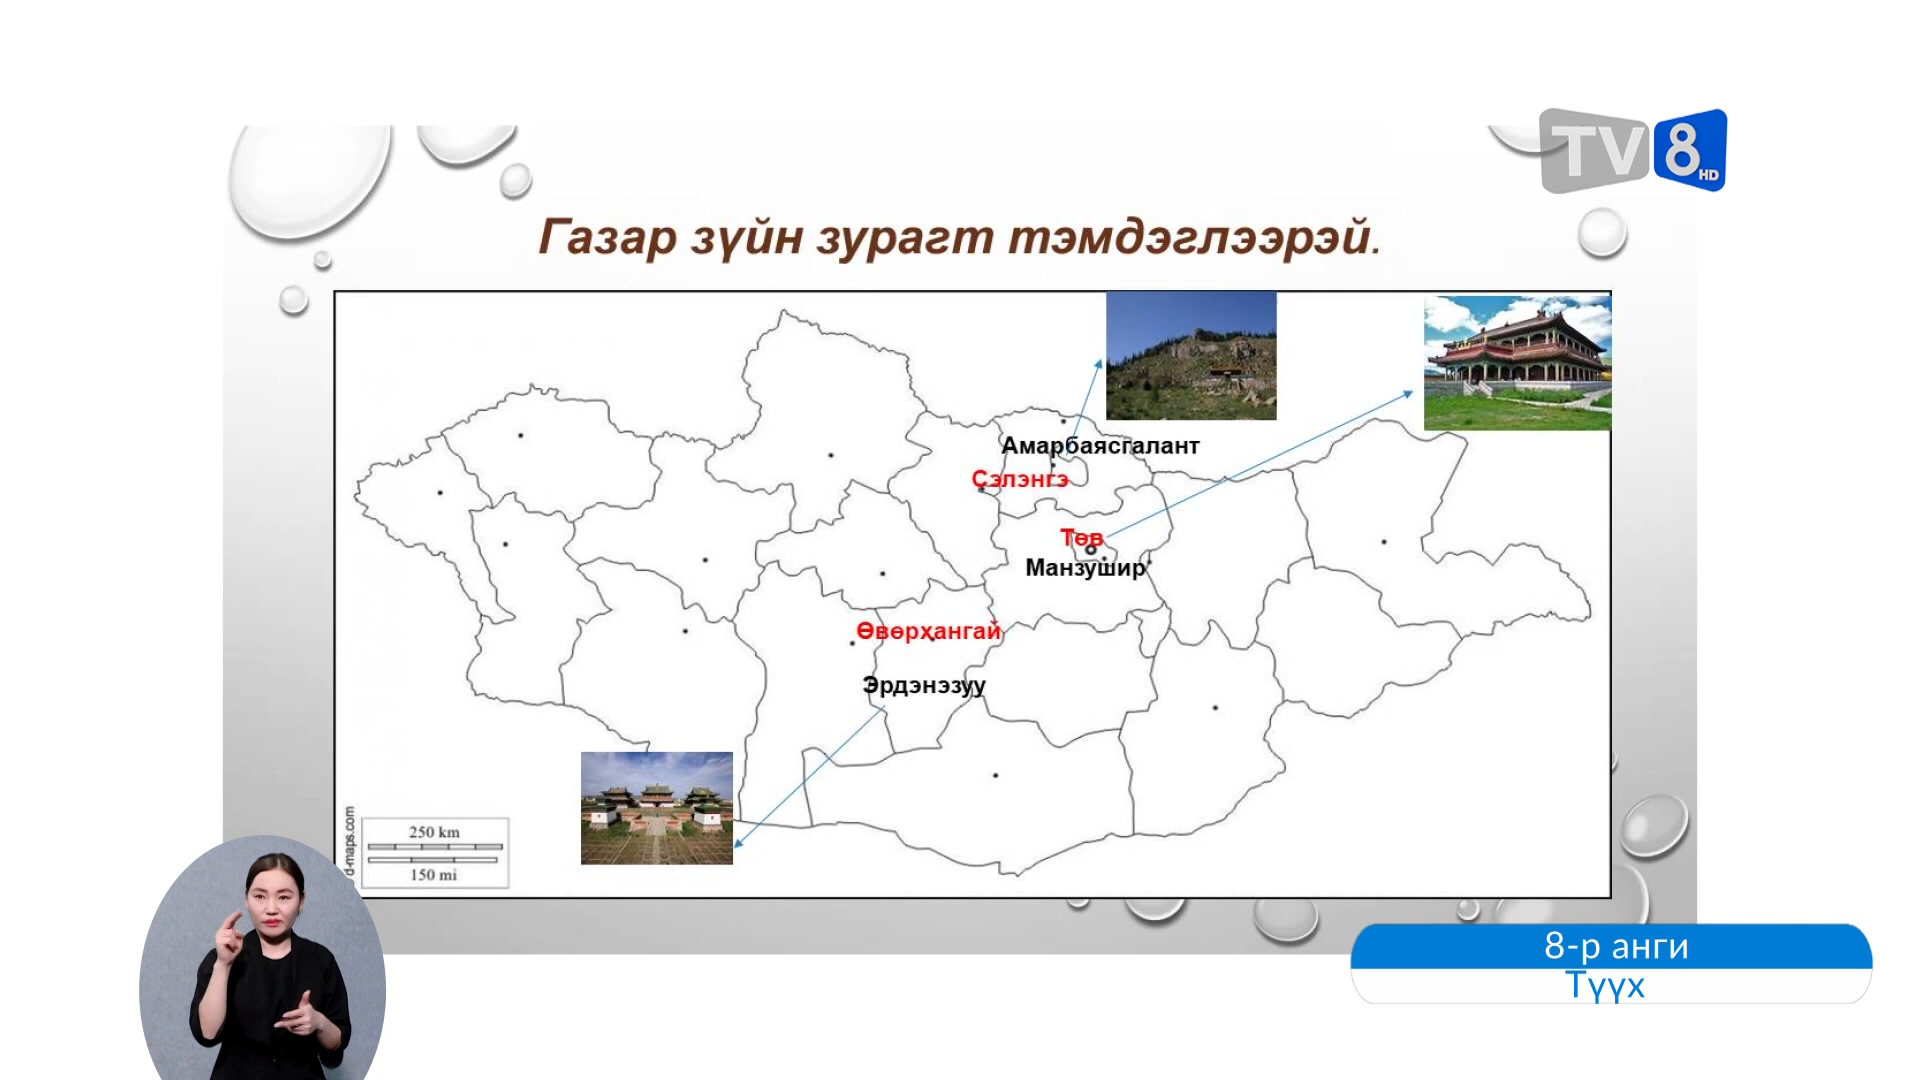 TV8 HD
Газар зүйн зурагт тэмдэглээрэй.
Амарбаясгалант
Сэлэнгэ
Төв
Манзушир
Өвөрхангай
Эрдэнэзуу
250 km
150 mi
d-maps.com
8-р анги
Түүх